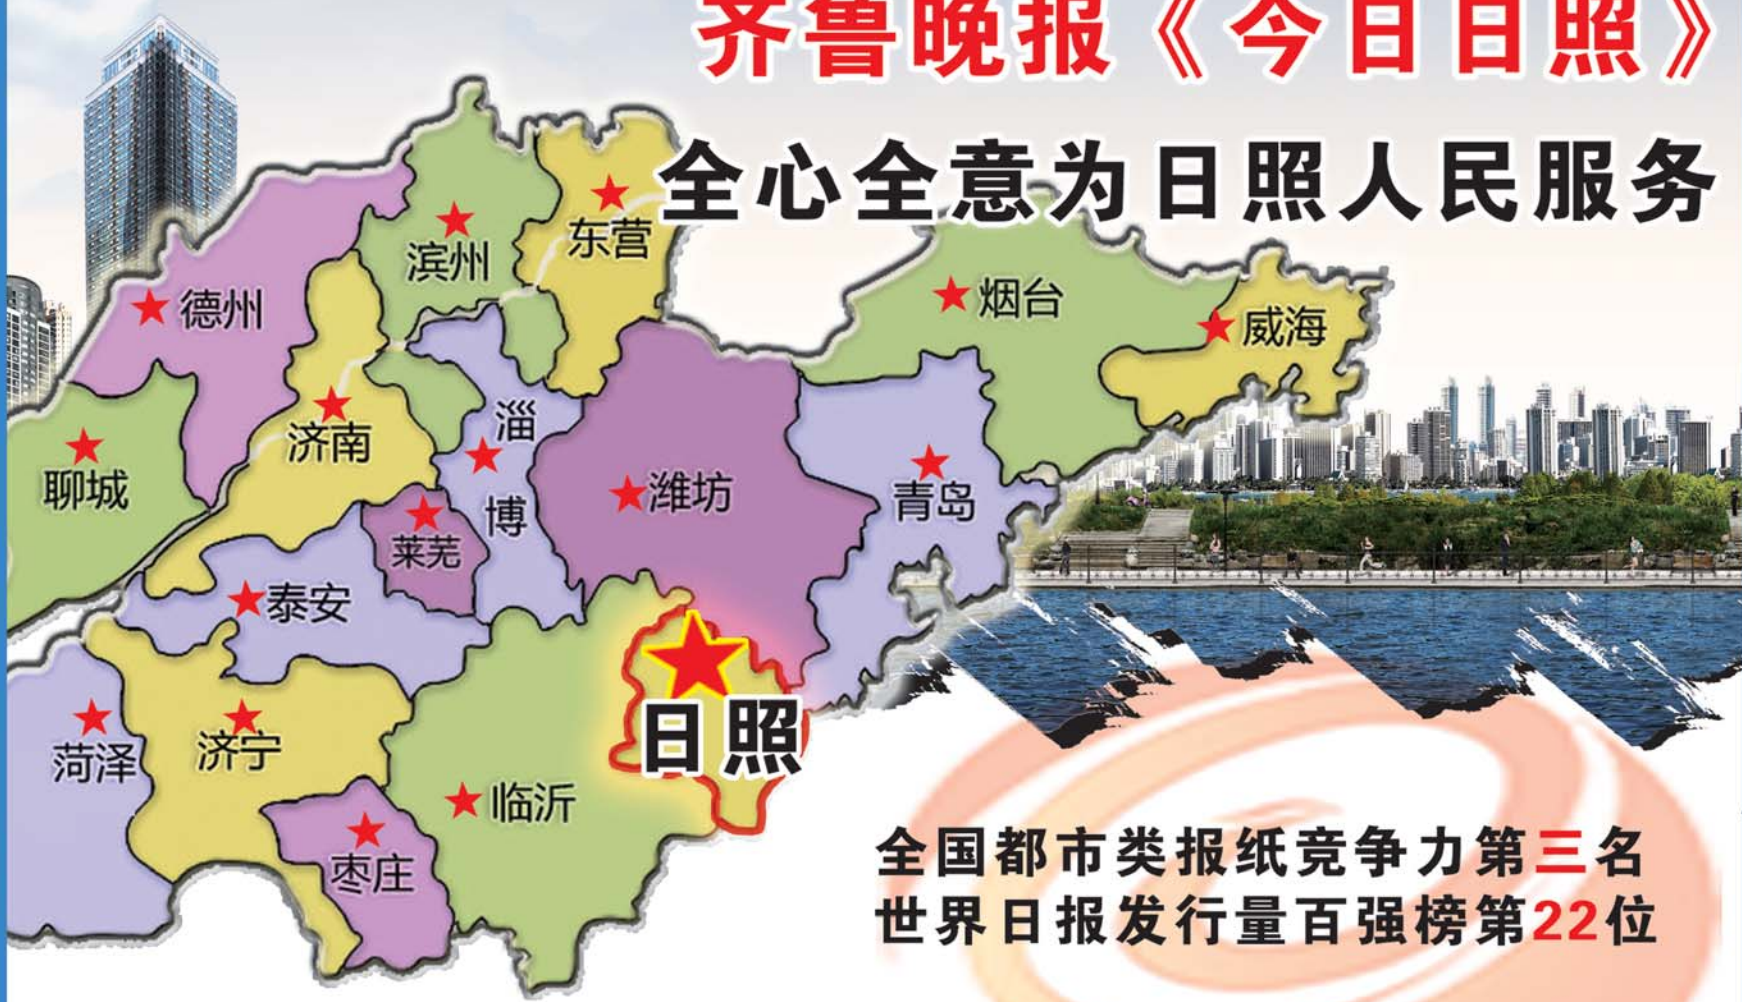 齐鲁晚报《今日日照》
全心全意为日照人民服务
滨州
东营
德州
烟台
威海
济南
淄博
聊城
潍坊
青岛
莱芜
泰安
日照
菏泽
济宁
临沂
枣庄
全国都市类报纸竞争力第三名
世界日报发行量百强榜第22位